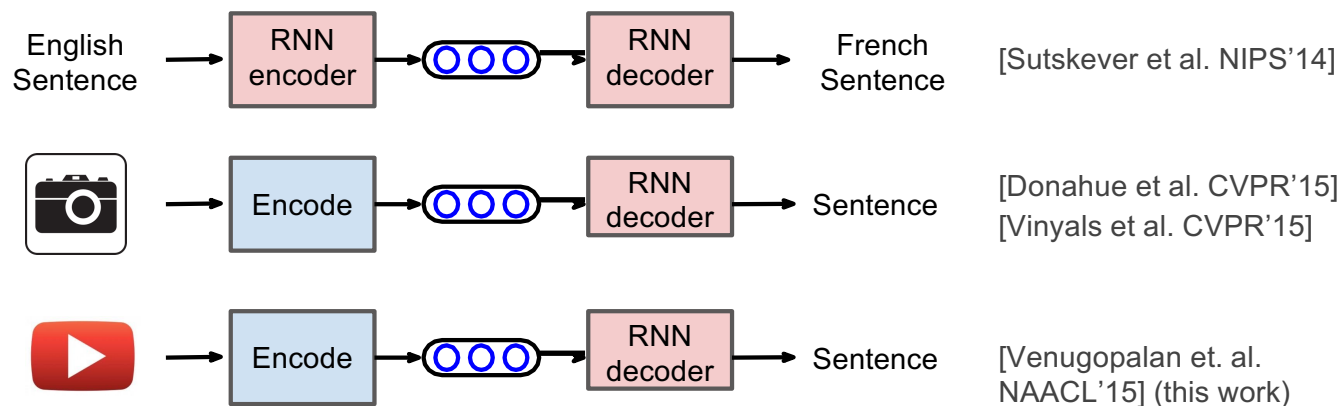 English
Sentence
RNN
encoder
RNN
decoder
French
Sentence
[Sutskever et al. NIPS’14]
Encode
RNN
decoder
Sentence
[Donahue et al. CVPR’15]
[Vinyals et al. CVPR’15]
Encode
RNN
decoder
Sentence
[Venugopalan et. al.
NAACL’15] (this work)